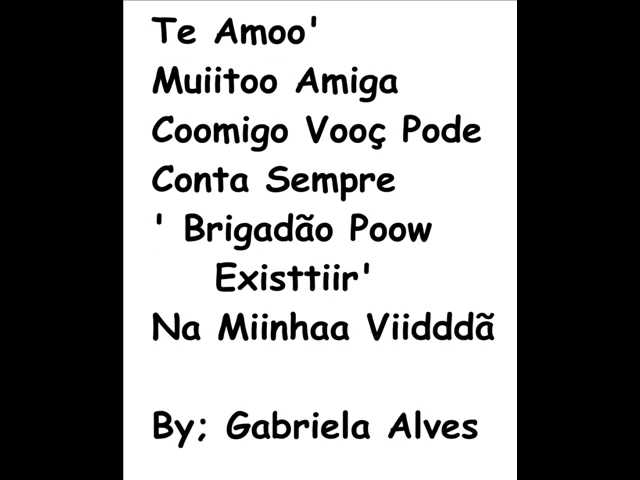 Te Amoo'
Muiitoo Amiga
Coomigo Vooç Pode
Conta Sempre
' Brigadão Poow
Existtiir'
Na Miinhaa Viidddã
By; Gabriela Alves